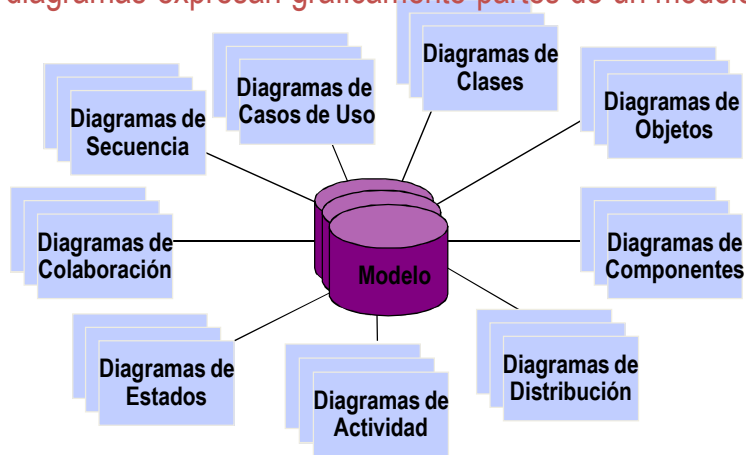 diagramas expresan gráficamente partes de un modelo
Diagramas de
Clases
Diagramas de
Casos de Uso
Diagramas de
Secuencia
Diagramas de
Objetos
Diagramas de
Colaboración
Modelo
Diagramas de
Componentes
Diagramas de
Estados
Diagramas de
Actividad
Diagramas de
Distribución